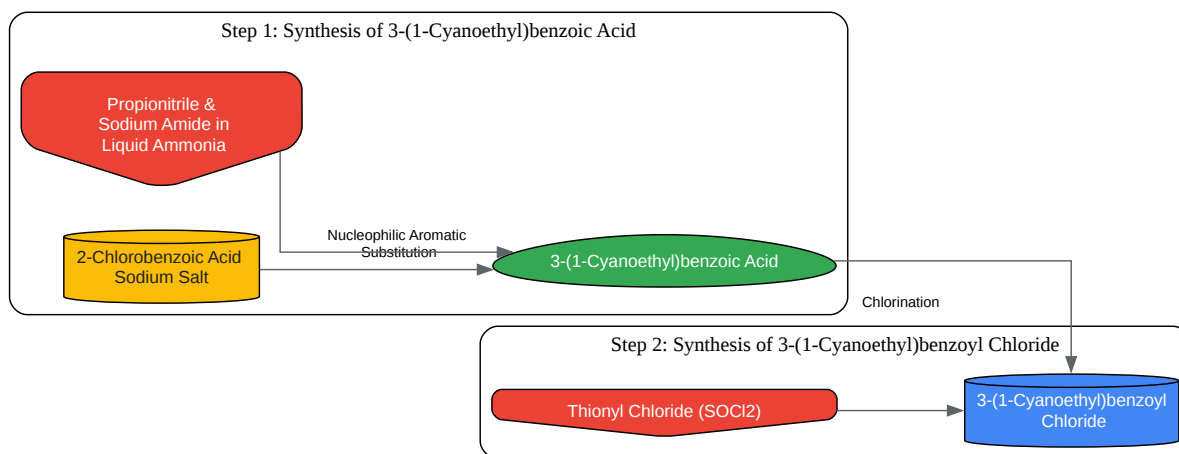 Step 1: Synthesis of 3-(1-Cyanoethyl)benzoic Acid
Propionitrile &
Sodium Amide in
Liquid Ammonia
Nucleophilic Aromatic
Substitution
2-Chlorobenzoic Acid
Sodium Salt
3-(1-Cyanoethyl)benzoic Acid
Chlorination
Step 2: Synthesis of 3-(1-Cyanoethyl)benzoyl Chloride
Thionyl Chloride (SOCl2)
3-(1-Cyanoethyl)benzoyl
Chloride